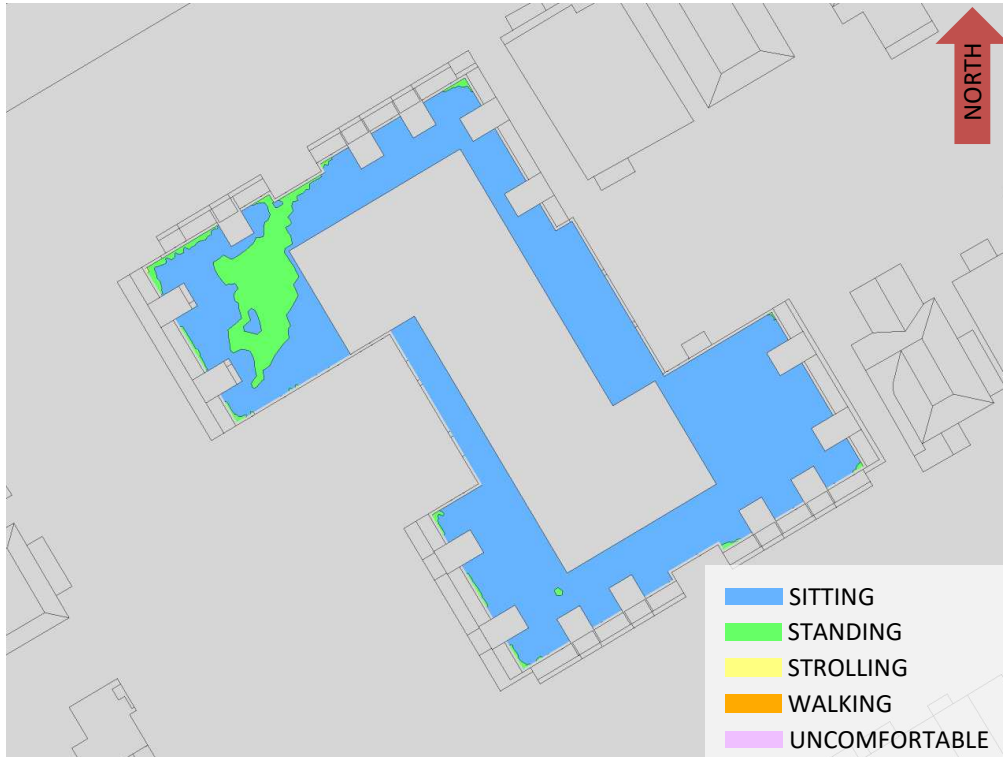 NORTH
SITTING
STANDING
STROLLING
WALKING
UNCOMFORTABLE